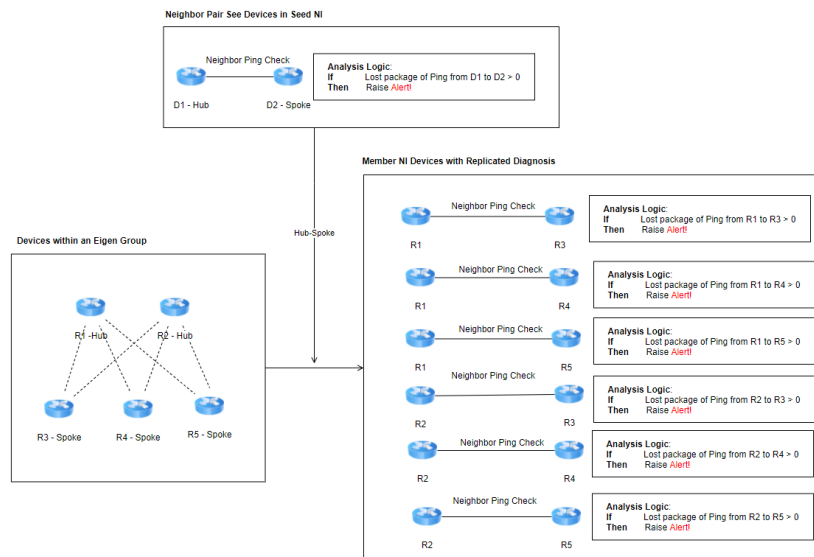 Neighbor Pair See Devices in Seed NI
Neighbor Ping Check
D1 - Hub
D2 - Spoke
Analysis Logic:
If Lost package of Ping from D1 to D2 > 0
Then Raise Alert!
Hub-Spoke
Devices within an Eigen Group
R1 -Hub
R2 - Hub
R3 - Spoke
R4 - Spoke
R5 - Spoke
Member NI Devices with Replicated Diagnosis
Neighbor Ping Check
R1
R3
Analysis Logic:
If Lost package of Ping from R1 to R3 > 0
Then Raise Alert!
Neighbor Ping Check
R1
R4
Analysis Logic:
If Lost package of Ping from R1 to R4 > 0
Then Raise Alert!
Neighbor Ping Check
R1
R5
Analysis Logic:
If Lost package of Ping from R1 to R5 > 0
Then Raise Alert!
Neighbor Ping Check
R2
R3
Analysis Logic:
If Lost package of Ping from R2 to R3 > 0
Then Raise Alert!
Neighbor Ping Check
R2
R4
Analysis Logic:
If Lost package of Ping from R2 to R4 > 0
Then Raise Alert!
Neighbor Ping Check
R2
R5
Analysis Logic:
If Lost package of Ping from R2 to R5 > 0
Then Raise Alert!